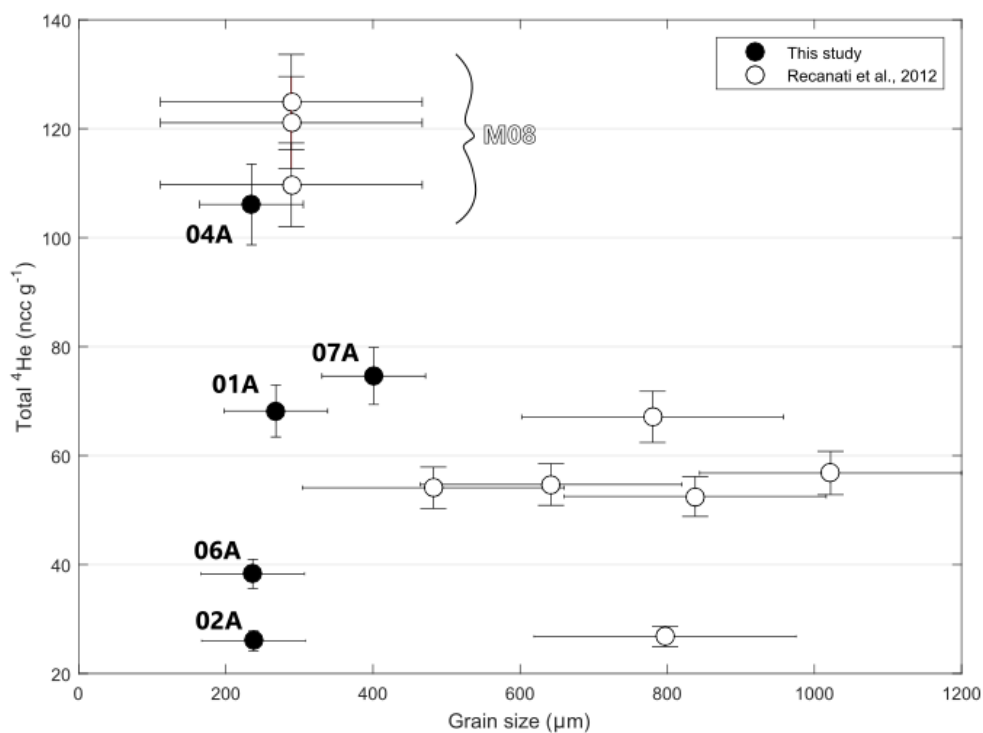 140
120
100
80
60
40
20
0
200
400
600
800
1000
1200
Total ⁴He (ncc g⁻¹)
Grain size (μm)
This study
Recanati et al., 2012
M08
04A
07A
01A
06A
02A